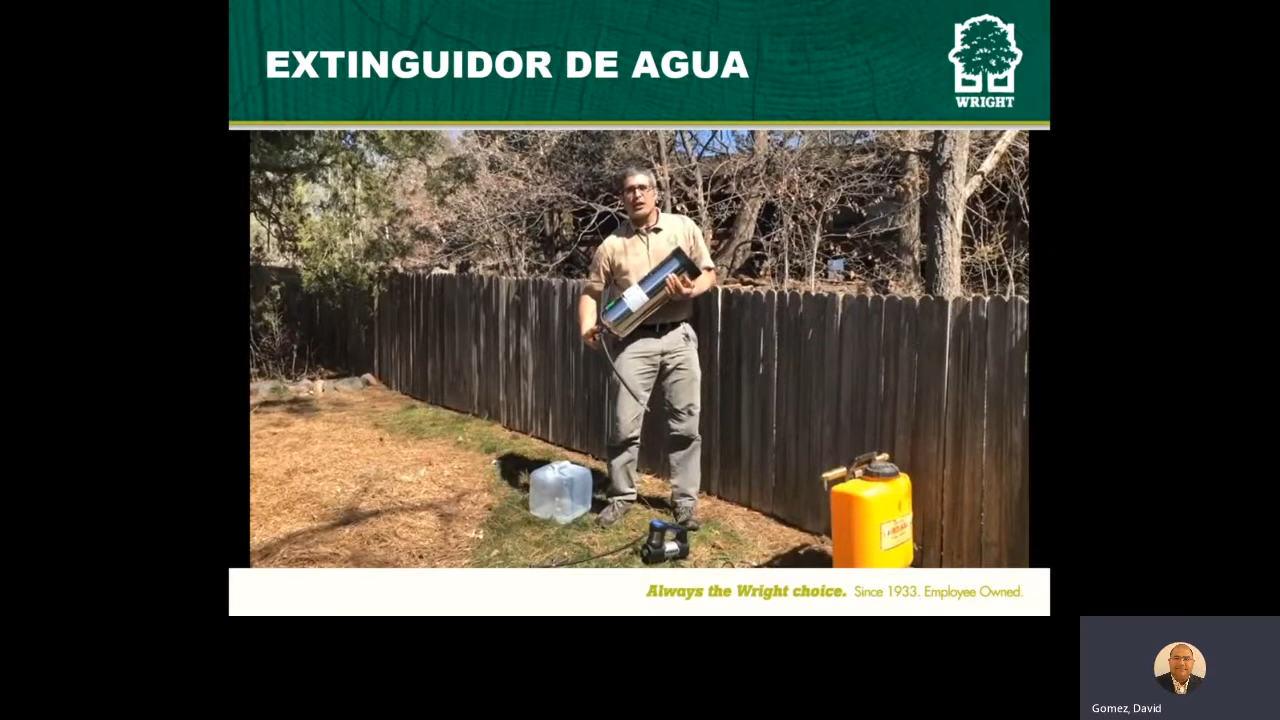 EXTINGUIDOR DE AGUA
WRIGHT
Always the Wright choice. Since 1933. Employee Owned.
Gomez, David